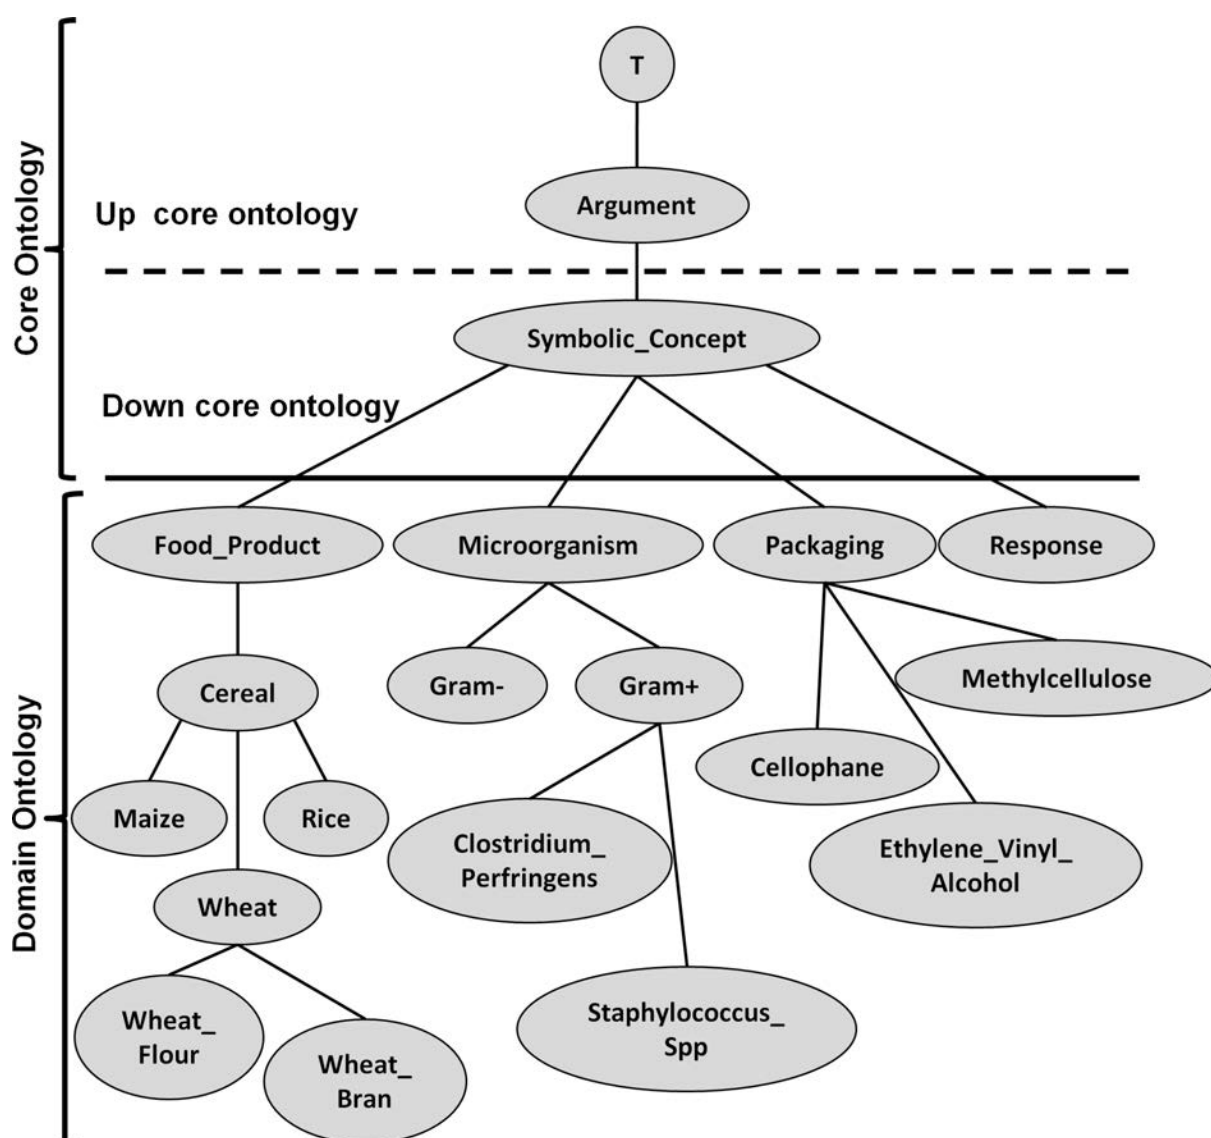 T
Core Ontology
Argument
Up core ontology
Symbolic_Concept
Down core ontology
Domain Ontology
Food_Product
Microorganism
Packaging
Response
Cereal
Gram-
Gram+
Methylcellulose
Cellophane
Maize
Rice
Clostridium_
Perfringens
Ethylene_Vinyl_
Alcohol
Wheat
Wheat_
Flour
Wheat_
Bran
Staphylococcus_
Spp